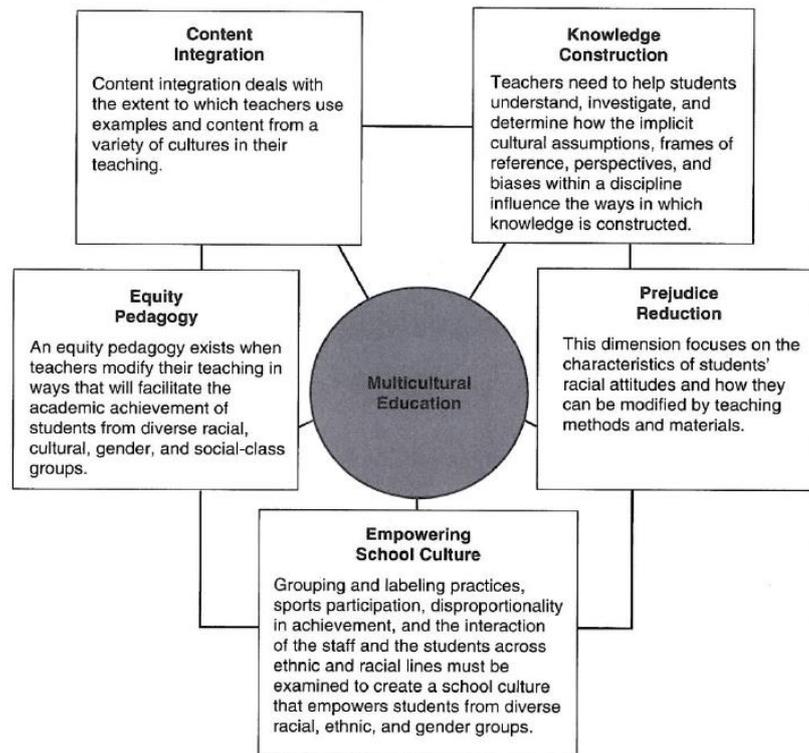 Content
Integration
Content integration deals with
the extent to which teachers use
examples and content from a
variety of cultures in their
teaching.
Knowledge
Construction
Teachers need to help students
understand, investigate, and
determine how the implicit
cultural assumptions, frames of
reference, perspectives, and
biases within a discipline
influence the ways in which
knowledge is constructed.
Equity
Pedagogy
An equity pedagogy exists when
teachers modify their teaching in
ways that will facilitate the
academic achievement of
students from diverse racial,
cultural, gender, and social-class
groups.
Multicultural
Education
Prejudice
Reduction
This dimension focuses on the
characteristics of students'
racial attitudes and how they
can be modified by teaching
methods and materials.
Empowering
School Culture
Grouping and labeling practices,
sports participation, disproportionality
in achievement, and the interaction
of the staff and the students across
ethnic and racial lines must be
examined to create a school culture
that empowers students from diverse
racial, ethnic, and gender groups.